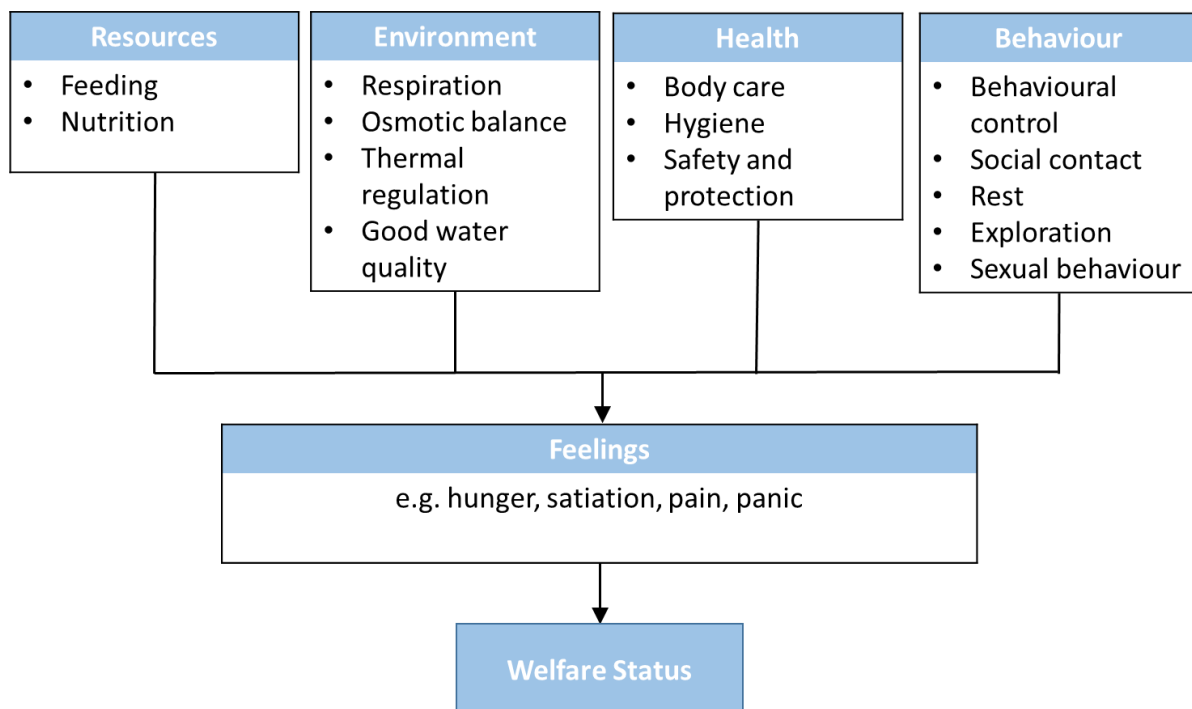 Resources
• Feeding
• Nutrition
Environment
• Respiration
• Osmotic balance
• Thermal
regulation
• Good water
quality
Health
• Body care
• Hygiene
• Safety and
protection
Behaviour
• Behavioural
control
• Social contact
• Rest
• Exploration
• Sexual behaviour
Feelings
e.g. hunger, satiation, pain, panic
Welfare Status